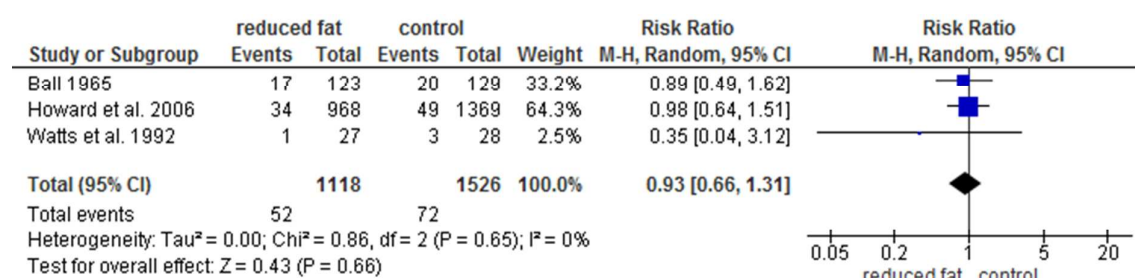 reduced fat control Risk Ratio Risk Ratio
Study or Subgroup Events Total Events Total Weight M-H, Random, 95% CI M-H, Random, 95% CI
Ball 1965 17 123 20 129 33.2% 0.89 [0.49, 1.62]
Howard et al. 2006 34 968 49 1369 64.3% 0.98 [0.64, 1.51]
Watts et al. 1992 1 27 3 28 2.5% 0.35 [0.04, 3.12]
Total (95% CI) 1118 1526 100.0% 0.93 [0.66, 1.31]
Total events 52 72
Heterogeneity: Tau² = 0.00; Chi² = 0.86, df = 2 (P = 0.65); I² = 0%
Test for overall effect: Z = 0.43 (P = 0.66)
0.05 0.2 1 5 20
reduced fat control